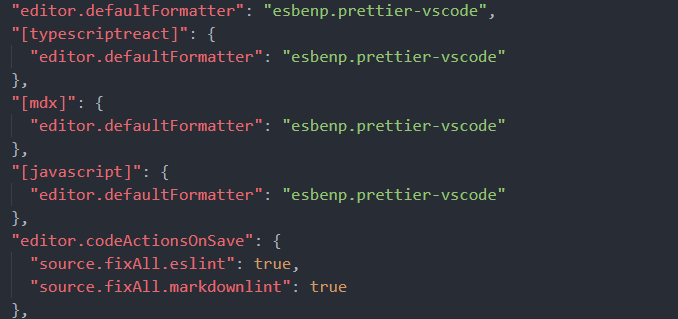 "editor.defaultFormatter": "esbenp.prettier-vscode",
"[typescriptreact]": {
  "editor.defaultFormatter": "esbenp.prettier-vscode"
},
"[mdx]": {
  "editor.defaultFormatter": "esbenp.prettier-vscode"
},
"[javascript]": {
  "editor.defaultFormatter": "esbenp.prettier-vscode"
},
"editor.codeActionsOnSave": {
  "source.fixAll.eslint": true,
  "source.fixAll.markdownlint": true
},